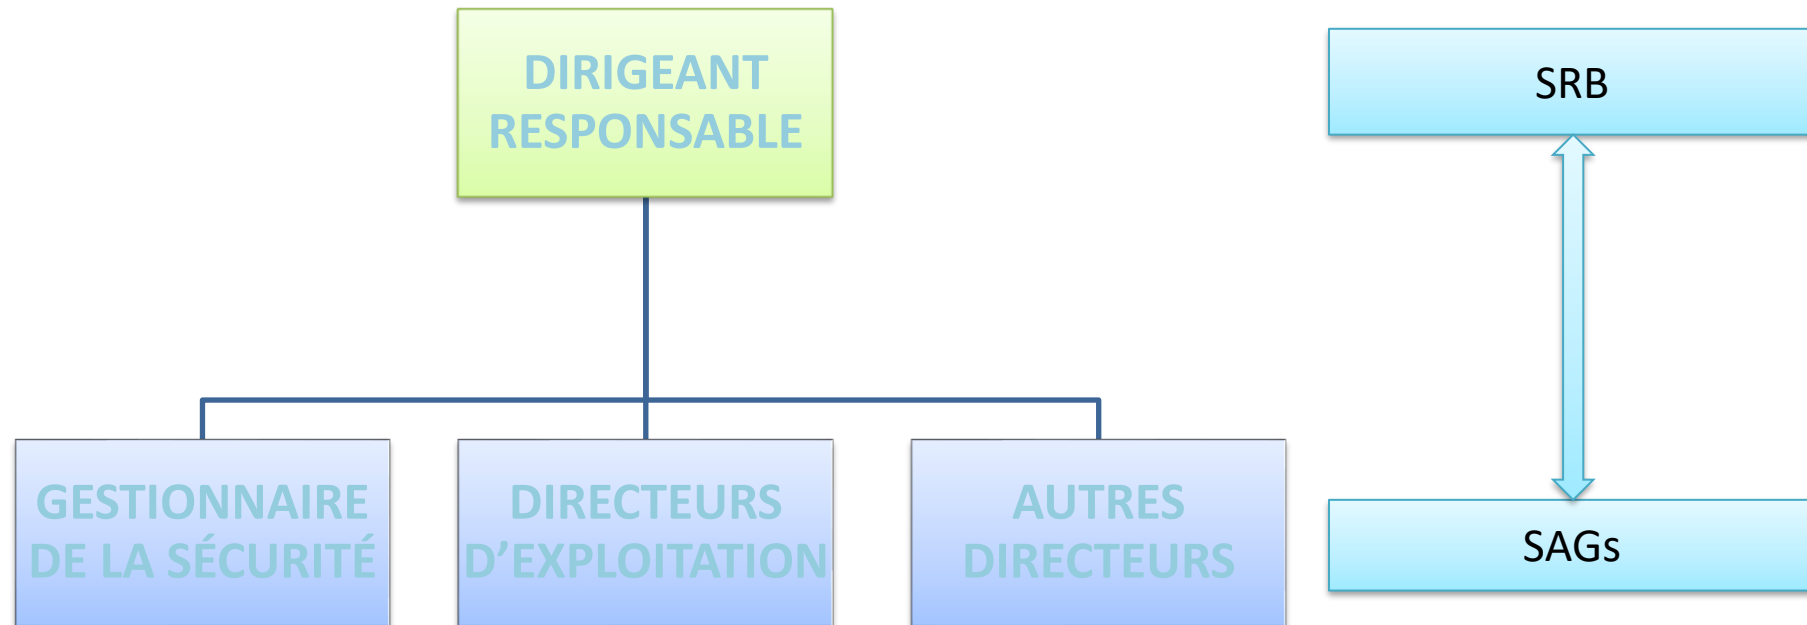 DIRIGEANT
RESPONSABLE
SRB
GESTIONNAIRE
DE LA SÉCURITÉ
DIRECTEURS
D’EXPLOITATION
AUTRES
DIRECTEURS
SAGs